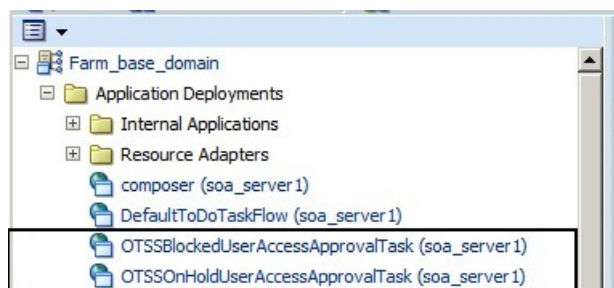 Farm_base_domain
Application Deployments
Internal Applications
Resource Adapters
composer (soa_server1)
DefaultToDoTaskFlow (soa_server1)
OTSSBlockedUserAccessApprovalTask (soa_server1)
OTSSOnHoldUserAccessApprovalTask (soa_server1)